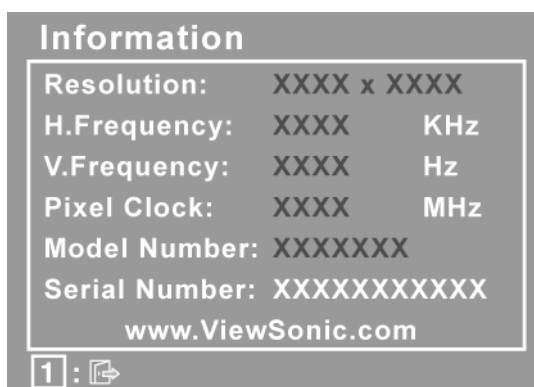 Information
Resolution: XXXX x XXXX
H.Frequency: XXXX KHz
V.Frequency: XXXX Hz
Pixel Clock: XXXX MHz
Model Number: XXXXXXX
Serial Number: XXXXXXXXXXX
www.ViewSonic.com
1 :